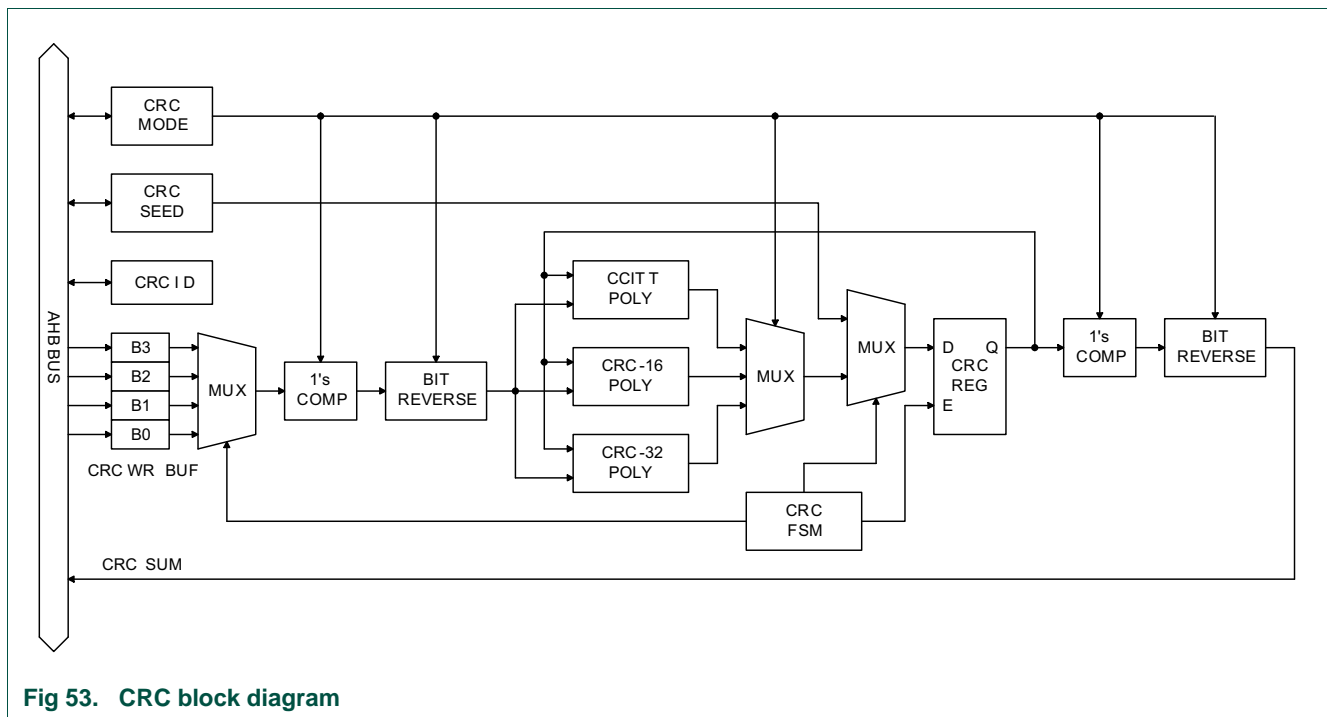 CRC
MODE
CRC
SEED
CRC I D
AHB BUS
B3
B2
B1
B0
CRC WR BUF
MUX
1's
COMP
BIT
REVERSE
CCIT T
POLY
CRC-16
POLY
CRC-32
POLY
MUX
MUX
D Q
CRC
REG
E
1's
COMP
BIT
REVERSE
CRC
FSM
CRC SUM
Fig 53. CRC block diagram